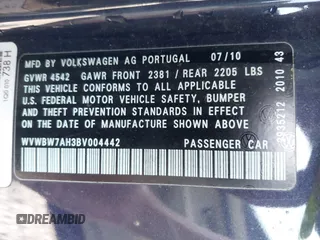 MFD BY VOLKSWAGEN AG PORTUGAL 07/10
GVWR 4542 GAWR FRONT 2381 / REAR 2205 LBS
THIS VEHICLE CONFORMS TO ALL APPLICABLE
U.S. FEDERAL MOTOR VEHICLE SAFETY, BUMPER
AND THEFT PREVENTION STANDARDS IN EFFECT
ON THE DATE OF MANUFACTURE SHOWN ABOVE
WVWBW7AH3BV004442 PASSENGER CAR
2010 43
738 H
DREAMBID